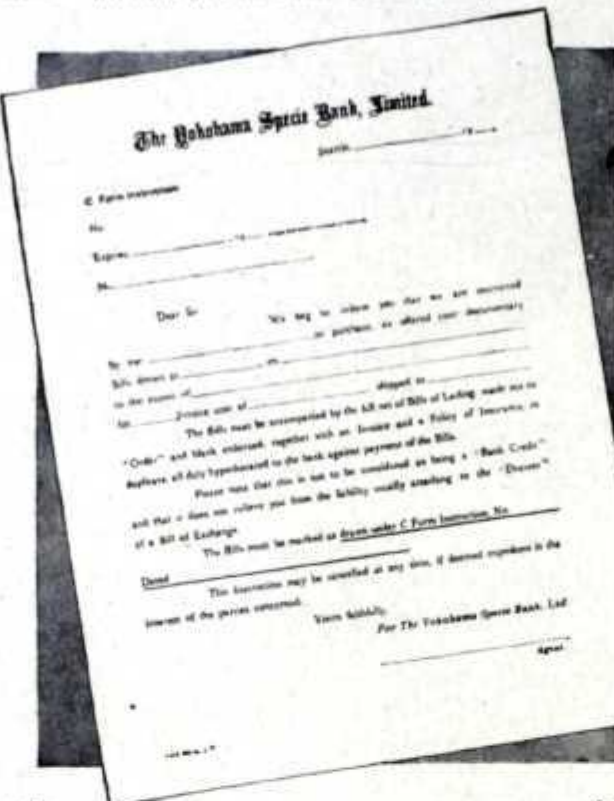 The Yokohama Specie Bank, Limited.
C Form Instruction
No.
Expires
Dear Sir
We beg to inform you that we are instructed
by the to purchase, as offered your documentary
Bills drawn
to the extent of
for Invoice cost of shipped
The Bills must be accompanied by the full set of Bills of Lading made out to
"Order" and blank endorsed, together with an Invoice and a Policy of Insurance in
duplicate, all duly hypothecated to the bank against payment of the Bills.
Please note that this is not to be considered as being a "Bank Credit"
and that it does not relieve you from the liability usually attaching to the "Drawer"
of a Bill of Exchange.
The Bills must be marked as drawn under C Form Instruction, No.
Dated
This Instruction may be cancelled at any time, if deemed expedient in the
interest of the parties concerned.
Yours faithfully,
For The Yokohama Specie Bank, Ltd
Agent